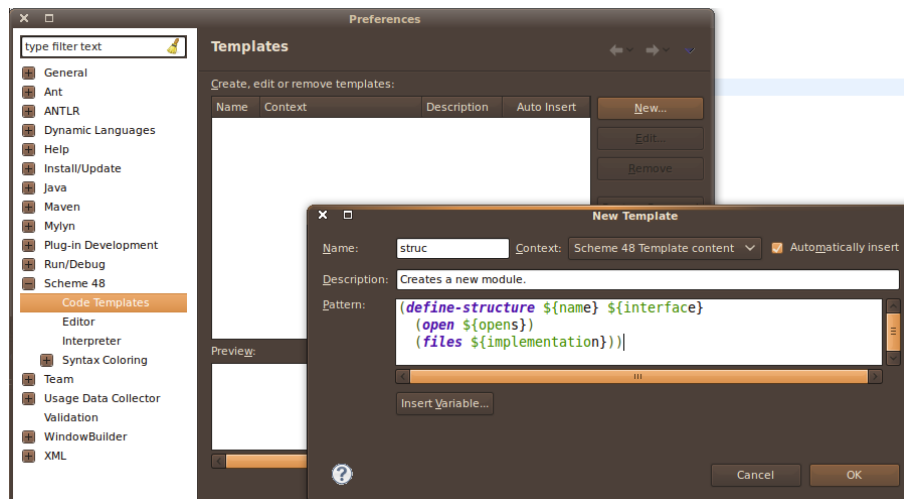 Preferences
type filter text
General
Ant
ANTLR
Dynamic Languages
Help
Install/Update
Java
Maven
Mylyn
Plug-in Development
Run/Debug
Scheme 48
Code Templates
Editor
Interpreter
Syntax Coloring
Team
Usage Data Collector
Validation
WindowBuilder
XML
Templates
Create, edit or remove templates:
Name Context Description Auto Insert
New...
Edit...
Remove
Preview:
New Template
Name: struc Context: Scheme 48 Template content Automatically insert
Description: Creates a new module.
Pattern:
(define-structure ${name} ${interface}
(open ${opens})
(files ${implementation}))
Insert Variable...
?
Cancel OK